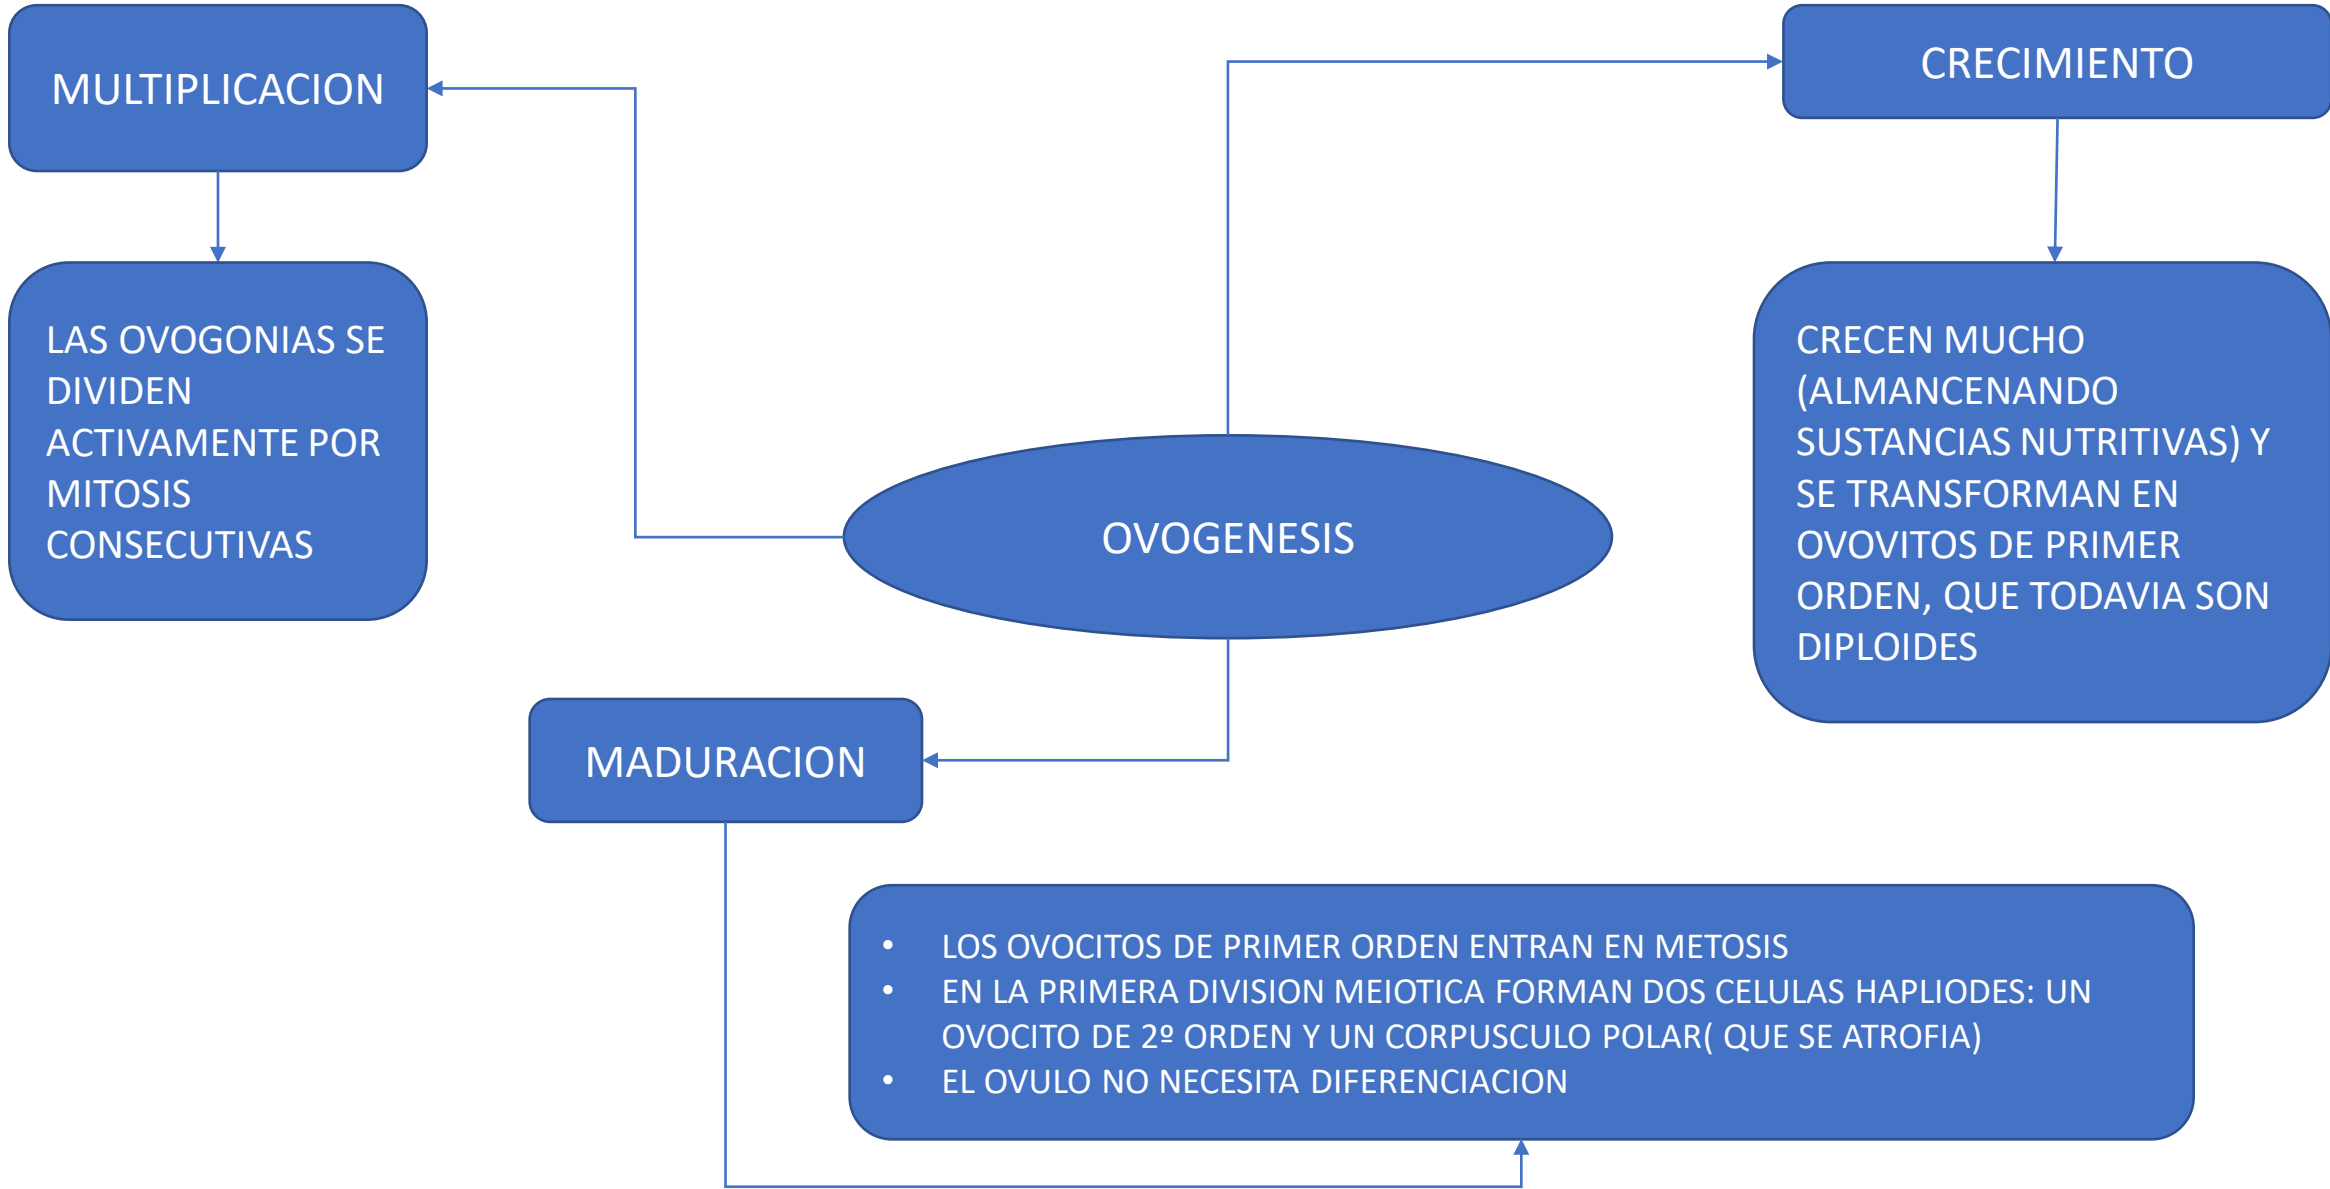 MULTIPLICACION
LAS OVOGONIAS SE
DIVIDEN
ACTIVAMENTE POR
MITOSIS
CONSECUTIVAS
CRECIMIENTO
CRECEN MUCHO
(ALMANCENANDO
SUSTANCIAS NUTRITIVAS) Y
SE TRANSFORMAN EN
OVOVITOS DE PRIMER
ORDEN, QUE TODAVIA SON
DIPLOIDES
OVOGENESIS
MADURACION
• LOS OVOCITOS DE PRIMER ORDEN ENTRAN EN METOSIS
• EN LA PRIMERA DIVISION MEIOTICA FORMAN DOS CELULAS HAPLIODES: UN
OVOCITO DE 2º ORDEN Y UN CORPUSCULO POLAR( QUE SE ATROFIA)
• EL OVULO NO NECESITA DIFERENCIACION